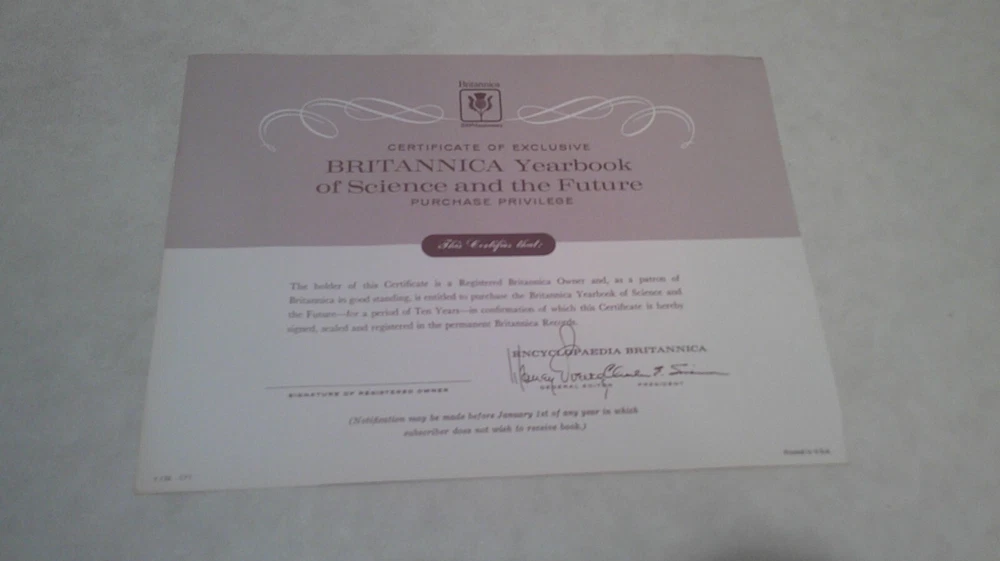 Britannica
CERTIFICATE OF EXCLUSIVE
BRITANNICA Yearbook
of Science and the Future
PURCHASE PRIVILEGE
This Certifies that:
The holder of this Certificate is a Registered Britannica Owner and, as a patron of
Britannica in good standing, is entitled to purchase the Britannica Yearbook of Science and
the Future—for a period of Ten Years—in confirmation of which this Certificate is hereby
signed, sealed and registered in the permanent Britannica Records.
ENCYCLOPAEDIA BRITANNICA
GENERAL EDITOR PRESIDENT
SIGNATURE OF REGISTERED OWNER
(Notification may be made before January 1st of any year in which
subscriber does not wish to receive book.)
Printed in U.S.A.